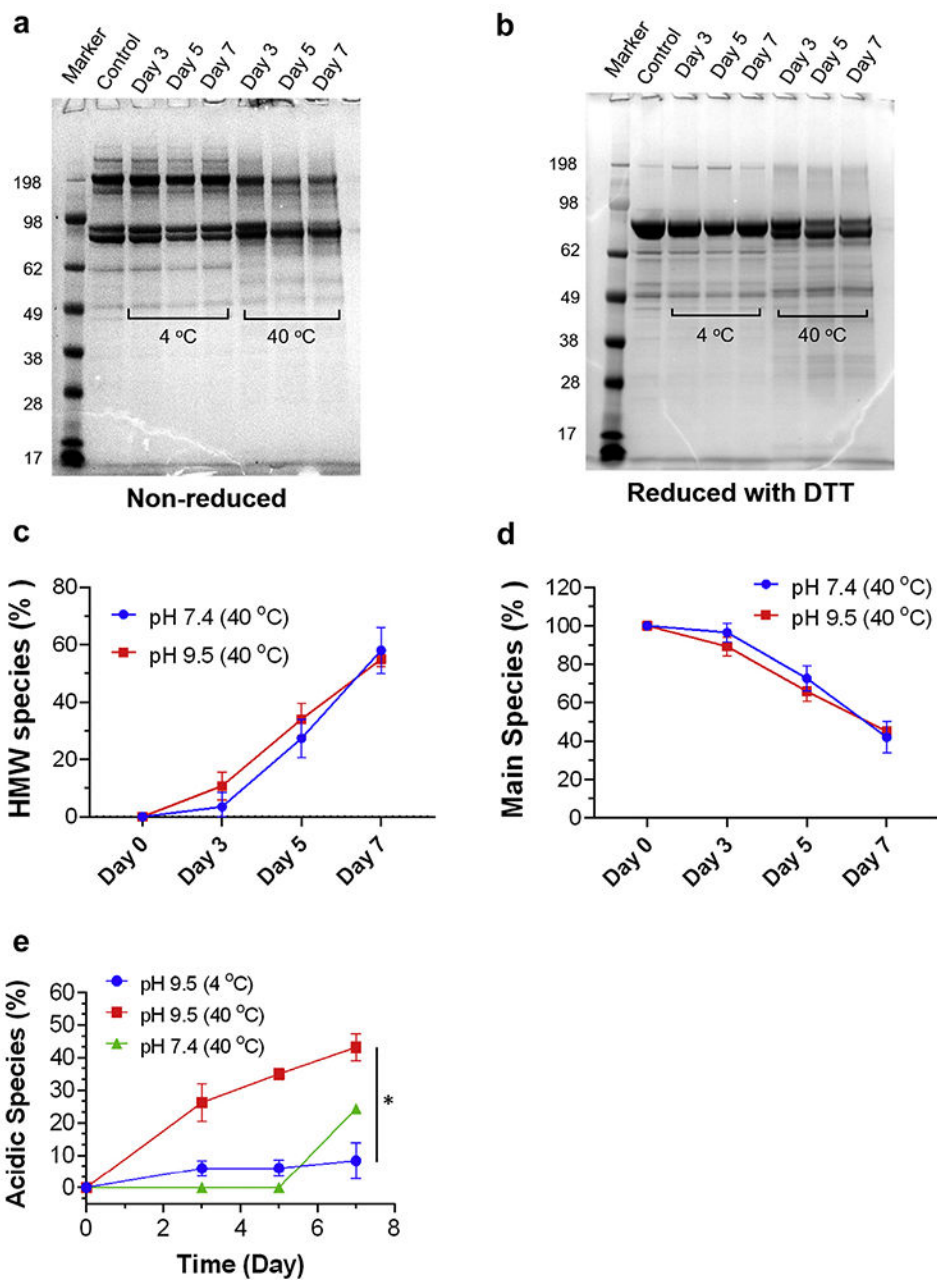 a
Marker
Control
Day 3
Day 5
Day 7
Day 3
Day 5
Day 7
198
98
62
49
38
28
17
4 °C
40 °C
Non-reduced
b
Marker
Control
Day 3
Day 5
Day 7
Day 3
Day 5
Day 7
198
98
62
49
38
28
17
4 °C
40 °C
Reduced with DTT
c
HMW species (%)
80
60
40
20
0
pH 7.4 (40 °C)
pH 9.5 (40 °C)
Day 0
Day 3
Day 5
Day 7
d
Main Species (%)
120
100
80
60
40
20
0
pH 7.4 (40 °C)
pH 9.5 (40 °C)
Day 0
Day 3
Day 5
Day 7
e
Acidic Species (%)
60
50
40
30
20
10
0
pH 9.5 (4 °C)
pH 9.5 (40 °C)
pH 7.4 (40 °C)
*
0
2
4
6
8
Time (Day)